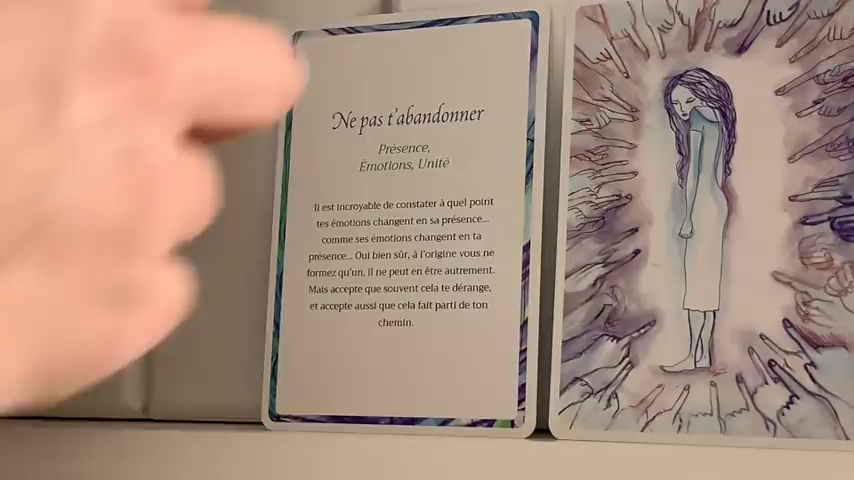 Ne pas t'abandonner
Présence,
Émotions, Unité
Il est incroyable de constater à quel point
tes émotions changent en sa présence...
comme ses émotions changent en ta
présence... Oui bien sûr, à l'origine vous ne
formez qu'un. Il ne peut en être autrement.
Mais accepte que souvent cela te dérange,
et accepte aussi que cela fait parti de ton
chemin.